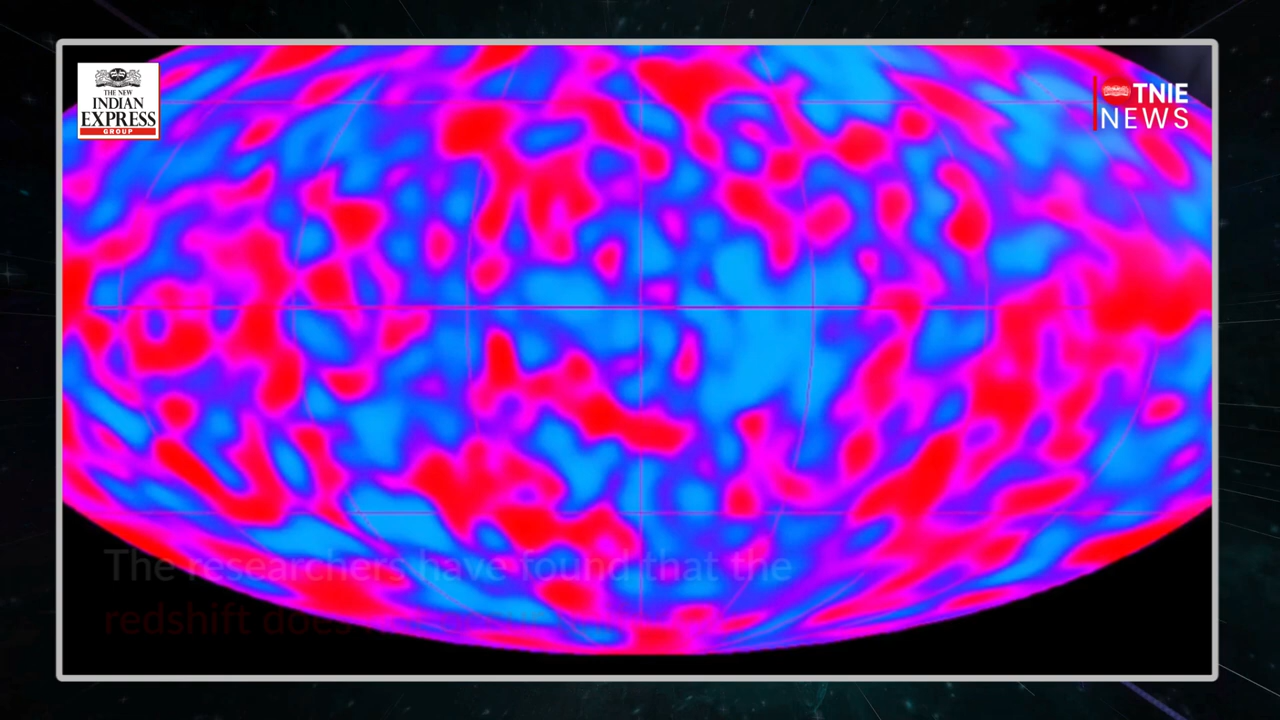 THE NEW
INDIAN
EXPRESS
GROUP
TNIE
NEWS
The researchers have found that the
redshift does